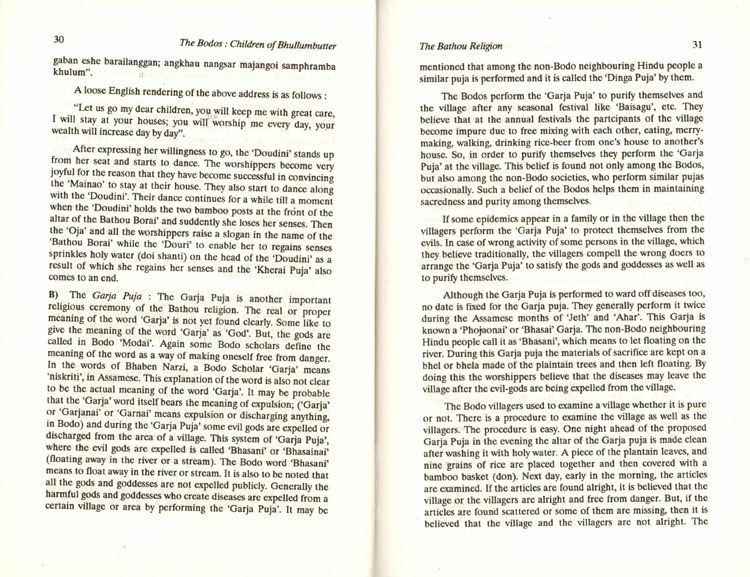 30
The Bodos : Children of Bhullumbutter
gaban eshe barailanggan; angkhau nangsar majangoi samphramba
khulum".
A loose English rendering of the above address is as follows :
"Let us go my dear children, you will keep me with great care,
I will stay at your houses; you will worship me every day, your
wealth will increase day by day".
After expressing her willingness to go, the 'Doudini' stands up
from her seat and starts to dance. The worshippers become very
joyful for the reason that they have become successful in convincing
the 'Mainao' to stay at their house. They also start to dance along
with the 'Doudini'. Their dance continues for a while till a moment
when the 'Doudini' holds the two bamboo posts at the front of the
altar of the Bathou Borai' and suddenly she loses her senses. Then
the 'Oja' and all the worshippers raise a slogan in the name of the
'Bathou Borai' while the 'Douri' to enable her to regains senses
sprinkles holy water (doi shanti) on the head of the 'Doudini' as a
result of which she regains her senses and the 'Kherai Puja' also
comes to an end.
B) The Garja Puja : The Garja Puja is another important
religious ceremony of the Bathou religion. The real or proper
meaning of the word 'Garja' is not yet found clearly. Some like to
give the meaning of the word 'Garja' as 'God'. But, the gods are
called in Bodo 'Modai'. Again some Bodo scholars define the
meaning of the word as a way of making oneself free from danger.
In the words of Bhaben Narzi, a Bodo Scholar 'Garja' means
'niskriti', in Assamese. This explanation of the word is also not clear
to be the actual meaning of the word 'Garja'. It may be probable
that the 'Garja' word itself bears the meaning of expulsion; ('Garja'
or 'Garjanai' or 'Garnai' means expulsion or discharging anything,
in Bodo) and during the 'Garja Puja' some evil gods are expelled or
discharged from the area of a village. This system of 'Garja Puja',
where the evil gods are expelled is called 'Bhasani' or 'Bhasainai'
(floating away in the river or a stream). The Bodo word 'Bhasani'
means to float away in the river or stream. It is also to be noted that
all the gods and goddesses are not expelled publicly. Generally the
harmful gods and goddesses who create diseases are expelled from a
certain village or area by performing the 'Garja Puja'. It may be
The Bathou Religion
31
mentioned that among the non-Bodo neighbouring Hindu people a
similar puja is performed and it is called the 'Dinga Puja' by them.
The Bodos perform the 'Garja Puja' to purify themselves and
the village after any seasonal festival like 'Baisagu', etc. They
believe that at the annual festivals the partcipants of the village
become impure due to free mixing with each other, eating, merry-
making, walking, drinking rice-beer from one's house to another's
house. So, in order to purify themselves they perform the 'Garja
Puja' at the village. This belief is found not only among the Bodos,
but also among the non-Bodo societies, who perform similar pujas
occasionally. Such a belief of the Bodos helps them in maintaining
sacredness and purity among themselves.
If some epidemics appear in a family or in the village then the
villagers perform the 'Garja Puja' to protect themselves from the
evils. In case of wrong activity of some persons in the village, which
they believe traditionally, the villagers compell the wrong doers to
arrange the 'Garja Puja' to satisfy the gods and goddesses as well as
to purify themselves.
Although the Garja Puja is performed to ward off diseases too,
no date is fixed for the Garja puja. They generally perform it twice
during the Assamese months of 'Jeth' and 'Ahar'. This Garja is
known a 'Phojaonai' or 'Bhasai' Garja. The non-Bodo neighbouring
Hindu people call it as 'Bhasani', which means to let floating on the
river. During this Garja puja the materials of sacrifice are kept on a
bhel or bhela made of the plaintain trees and then left floating. By
doing this the worshippers believe that the diseases may leave the
village after the evil-gods are being expelled from the village.
The Bodo villagers used to examine a village whether it is pure
or not. There is a procedure to examine the village as well as the
villagers. The procedure is easy. One night ahead of the proposed
Garja Puja in the evening the altar of the Garja puja is made clean
after washing it with holy water. A piece of the plantain leaves, and
nine grains of rice are placed together and then covered with a
bamboo basket (don). Next day, early in the morning, the articles
are examined. If the articles are found alright, it is believed that the
village or the villagers are alright and free from danger. But, if the
articles are found scattered or some of them are missing, then it is
believed that the village and the villagers are not alright. The